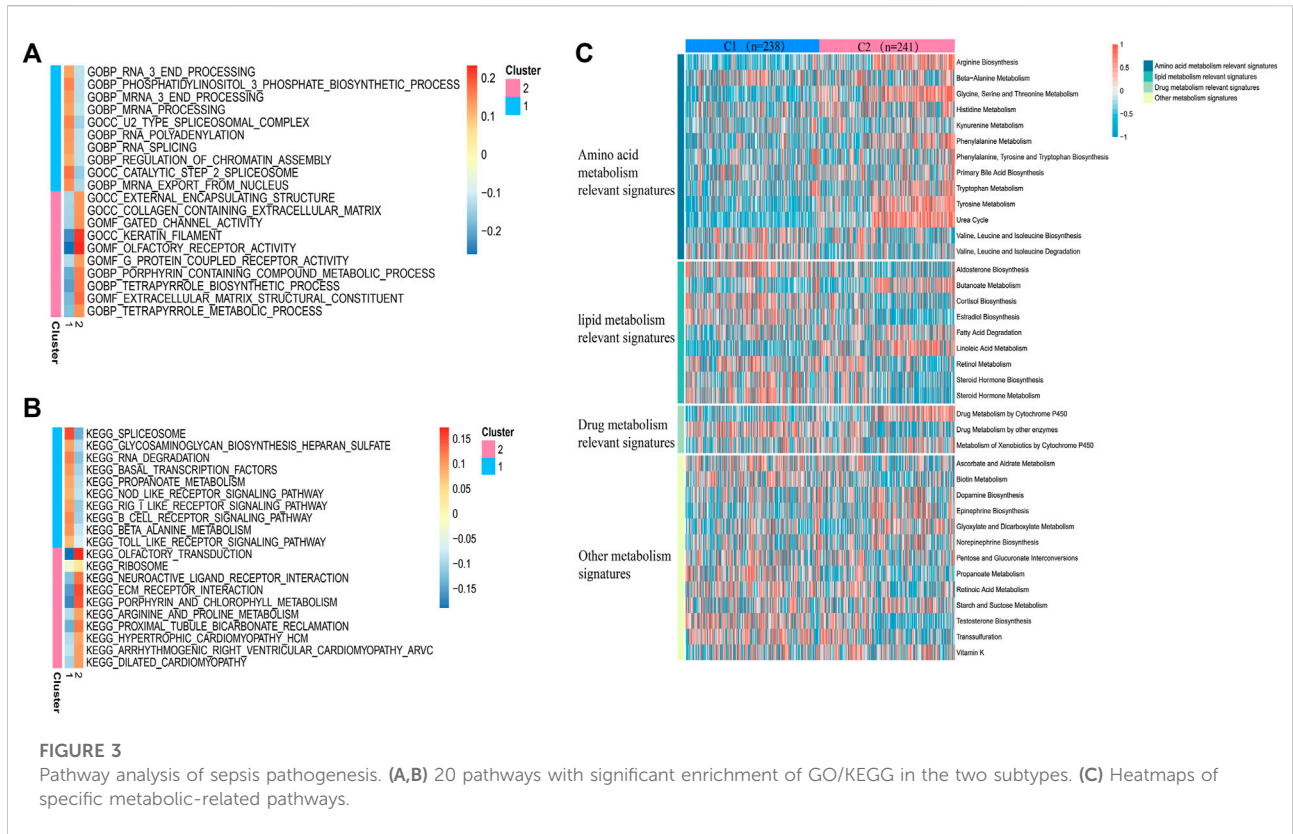 A
GOBP_RNA_3_END_PROCESSING
GOBP_PHOSPHATIDYLINOSITOL_3_PHOSPHATE_BIOSYNTHETIC_PROCESS
GOBP_MRNA_3_END_PROCESSING
GOBP_MRNA_PROCESSING
GOCC_U2_TYPE_SPLICEOSOMAL_COMPLEX
GOBP_RNA_POLYADENYLATION
GOBP_RNA_SPLICING
GOBP_REGULATION_OF_CHROMATIN_ASSEMBLY
GOCC_CATALYTIC_STEP_2_SPLICEOSOME
GOBP_MRNA_EXPORT_FROM_NUCLEUS
GOCC_EXTERNAL_ENCAPSULATING_STRUCTURE
GOCC_COLLAGEN_CONTAINING_EXTRACELLULAR_MATRIX
GOMF_GATED_CHANNEL_ACTIVITY
GOCC_KERATIN_FILAMENT
GOMF_OLFACTORY_RECEPTOR_ACTIVITY
GOMF_G_PROTEIN_COUPLED_RECEPTOR_ACTIVITY
GOBP_PORPHYRIN_CONTAINING_COMPOUND_METABOLIC_PROCESS
GOBP_TETRAPYRROLE_BIOSYNTHETIC_PROCESS
GOMF_EXTRACELLULAR_MATRIX_STRUCTURAL_CONSTITUENT
GOBP_TETRAPYRROLE_METABOLIC_PROCESS
Cluster
1
2
0.2
0.1
0
−0.1
−0.2
Cluster
2
1
B
KEGG_SPLICEOSOME
KEGG_GLYCOSAMINOGLYCAN_BIOSYNTHESIS_HEPARAN_SULFATE
KEGG_RNA_DEGRADATION
KEGG_BASAL_TRANSCRIPTION_FACTORS
KEGG_PROPANOATE_METABOLISM
KEGG_NOD_LIKE_RECEPTOR_SIGNALING_PATHWAY
KEGG_RIG_I_LIKE_RECEPTOR_SIGNALING_PATHWAY
KEGG_B_CELL_RECEPTOR_SIGNALING_PATHWAY
KEGG_BETA_ALANINE_METABOLISM
KEGG_TOLL_LIKE_RECEPTOR_SIGNALING_PATHWAY
KEGG_OLFACTORY_TRANSDUCTION
KEGG_RIBOSOME
KEGG_NEUROACTIVE_LIGAND_RECEPTOR_INTERACTION
KEGG_ECM_RECEPTOR_INTERACTION
KEGG_PORPHYRIN_AND_CHLOROPHYLL_METABOLISM
KEGG_ARGININE_AND_PROLINE_METABOLISM
KEGG_PROXIMAL_TUBULE_BICARBONATE_RECLAMATION
KEGG_HYPERTROPHIC_CARDIOMYOPATHY_HCM
KEGG_ARRHYTHMOGENIC_RIGHT_VENTRICULAR_CARDIOMYOPATHY_ARVC
KEGG_DILATED_CARDIOMYOPATHY
Cluster
1
2
0.15
0.1
0.05
0
−0.05
−0.1
−0.15
Cluster
2
1
C
C1 (n=238)
C2 (n=241)
Amino acid
metabolism
relevant signatures
Arginine Biosynthesis
Beta−Alanine Metabolism
Glycine, Serine and Threonine Metabolism
Histidine Metabolism
Kynurenine Metabolism
Phenylalanine Metabolism
Phenylalanine, Tyrosine and Tryptophan Biosynthesis
Primary Bile Acid Biosynthesis
Tryptophan Metabolism
Tyrosine Metabolism
Urea Cycle
Valine, Leucine and Isoleucine Biosynthesis
Valine, Leucine and Isoleucine Degradation
lipid metabolism
relevant signatures
Aldosterone Biosynthesis
Butanoate Metabolism
Cortisol Biosynthesis
Estradiol Biosynthesis
Fatty Acid Degradation
Linoleic Acid Metabolism
Retinol Metabolism
Steroid Hormone Biosynthesis
Steroid Hormone Metabolism
Drug metabolism
relevant signatures
Drug Metabolism by Cytochrome P450
Drug Metabolism by other enzymes
Metabolism of Xenobiotics by Cytochrome P450
Other metabolism
signatures
Ascorbate and Aldrate Metabolism
Biotin Metabolism
Dopamine Biosynthesis
Epinephrine Biosynthesis
Glyoxylate and Dicarboxylate Metabolism
Norepinephrine Biosynthesis
Pentose and Glucuronate Interconversions
Propanoate Metabolism
Retinoic Acid Metabolism
Starch and Suctose Metabolism
Testosterone Biosynthesis
Transsulfuration
Vitamin K
1
0.5
0
−0.5
−1
Amino acid metabolism relevant signatures
lipid metabolism relevant signatures
Drug metabolism relevant signatures
Other metabolism signatures
FIGURE 3
Pathway analysis of sepsis pathogenesis. (A,B) 20 pathways with significant enrichment of GO/KEGG in the two subtypes. (C) Heatmaps of
specific metabolic-related pathways.